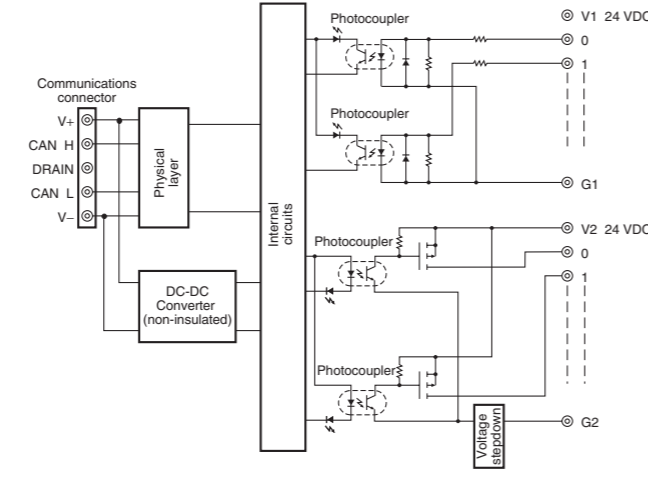 Photocoupler
V1 24 VDC
0
1
Communications
connector
V+
CAN H
DRAIN
CAN L
V−
Physical
layer
Photocoupler
G1
Internal
circuits
Photocoupler
V2 24 VDC
0
1
DC-DC
Converter
(non-insulated)
Photocoupler
G2
Voltage
stepdown